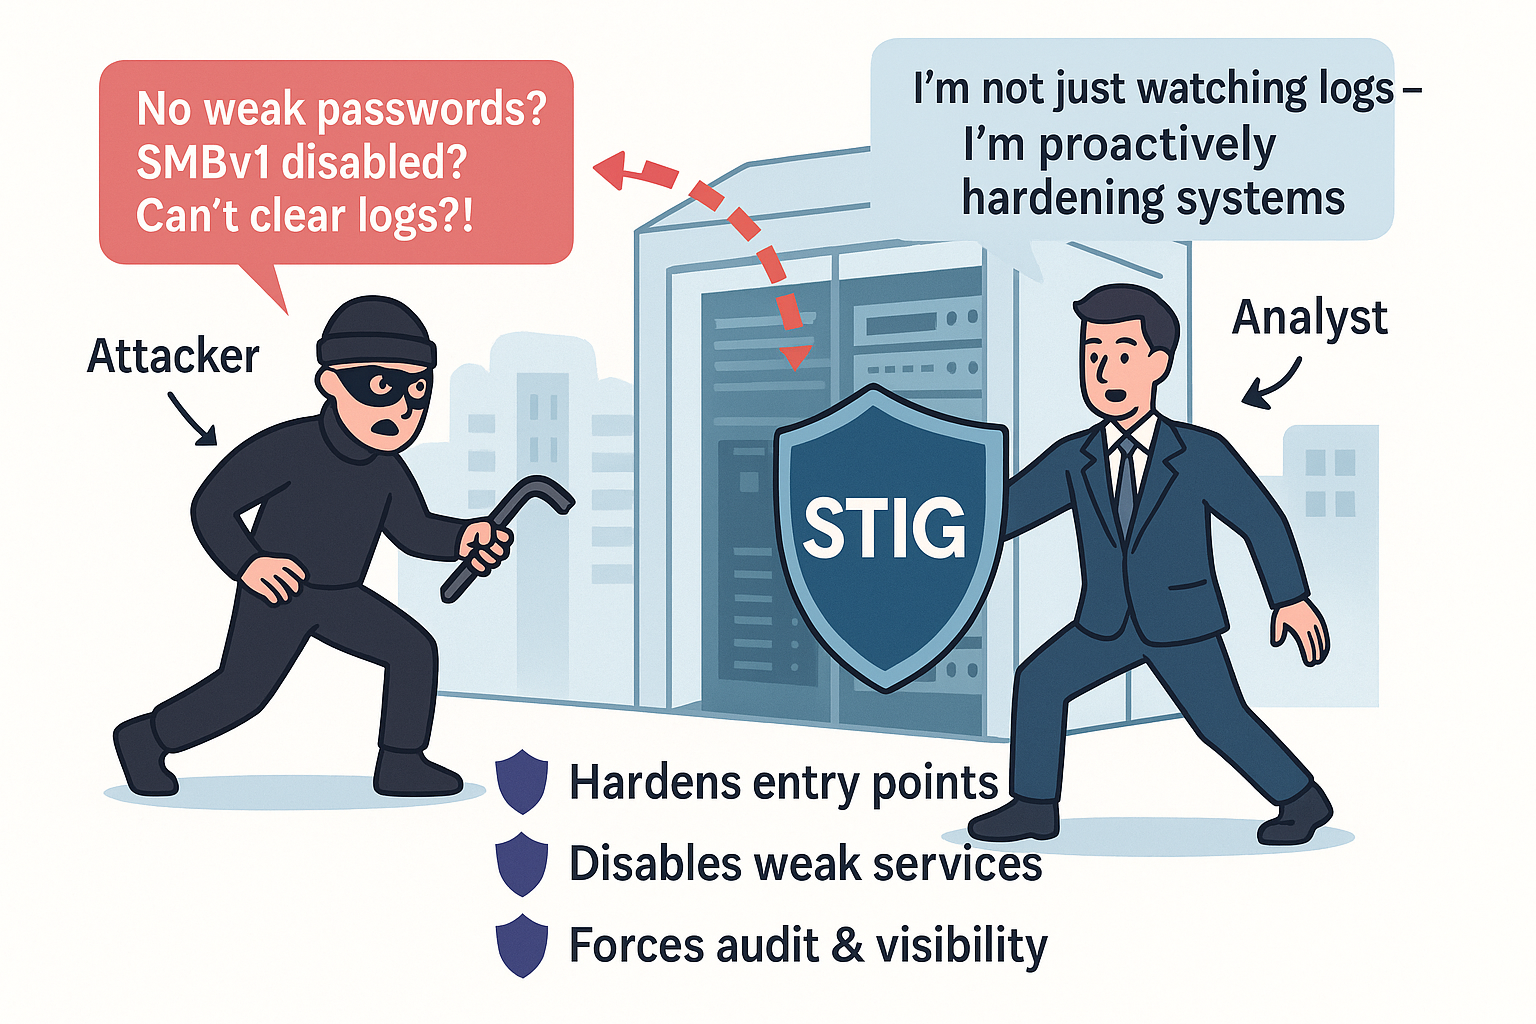 No weak passwords?
SMBv1 disabled?
Can't clear logs?!
I'm not just watching logs –
I'm proactively
hardening systems
Attacker
Analyst
STIG
Hardens entry points
Disables weak services
Forces audit & visibility